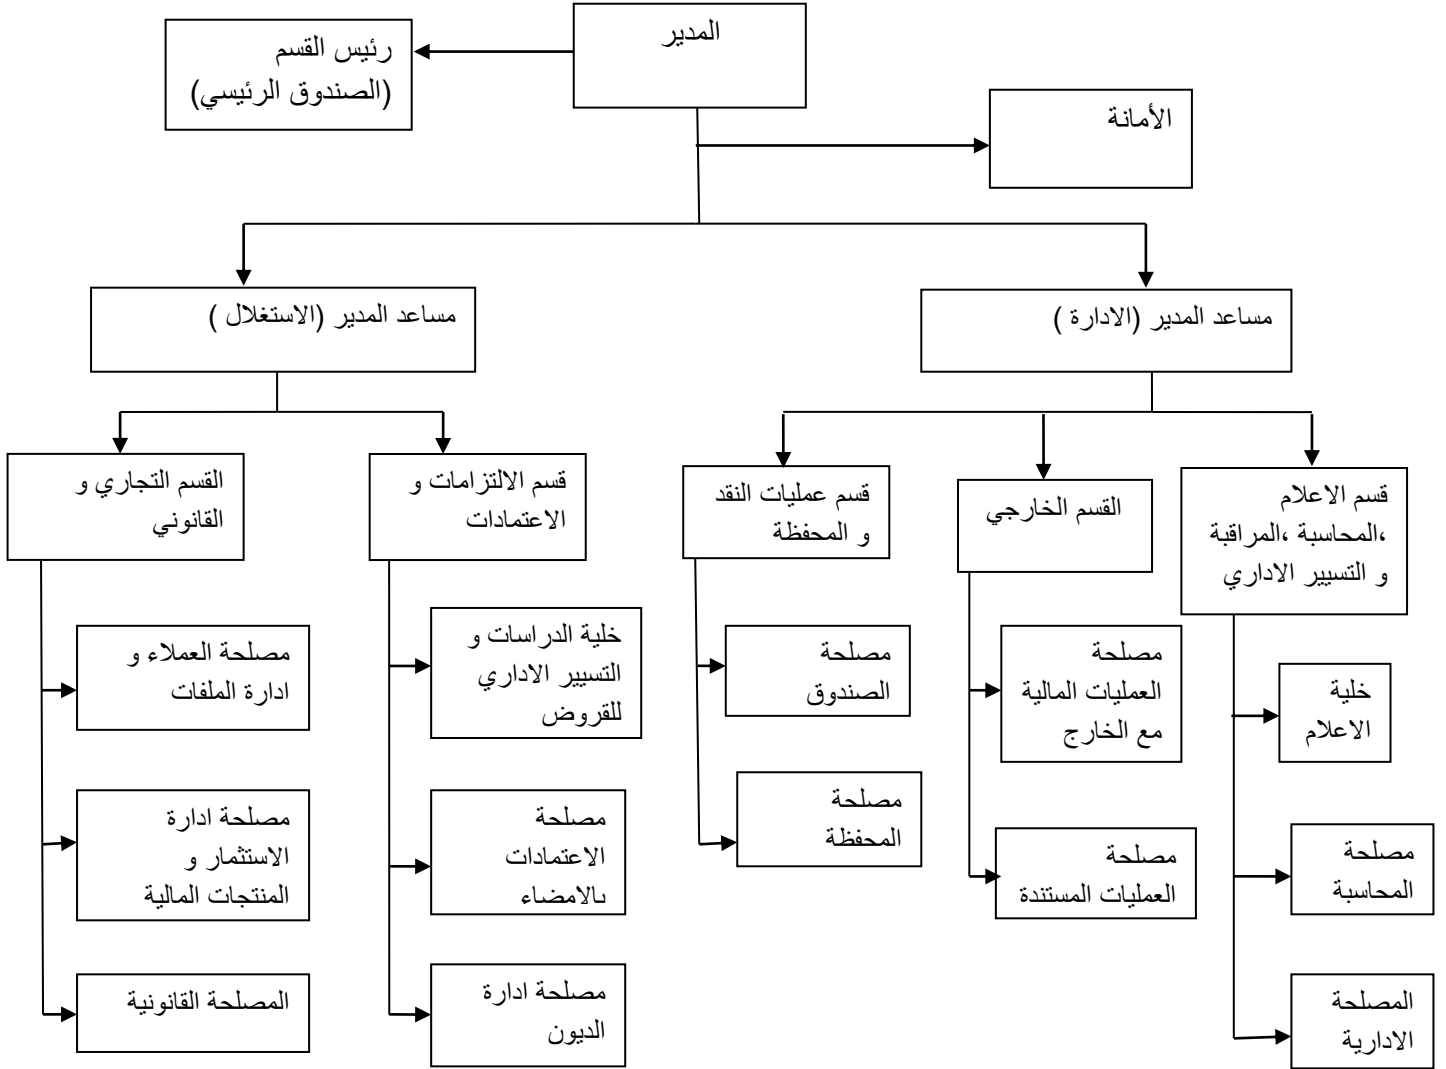 المدير
رئيس القسم
(الصندوق الرئيسي)
الأمانة
مساعد المدير (الادارة )
مساعد المدير (الاستغلال )
قسم الاعلام
،المحاسبة ،المراقبة
و التسيير الاداري
القسم الخارجي
قسم عمليات النقد
و المحفظة
قسم الالتزامات و
الاعتمادات
القسم التجاري و
القانوني
خلية
الاعلام
مصلحة
المحاسبة
المصلحة
الادارية
مصلحة
العمليات المالية
مع الخارج
مصلحة
العمليات المستندة
مصلحة
الصندوق
مصلحة
المحفظة
خلية الدراسات و
التسيير الاداري
للقروض
مصلحة
الاعتمادات
بالامضاء
مصلحة ادارة
الديون
مصلحة العملاء و
ادارة الملفات
مصلحة ادارة
الاستثمار و
المنتجات المالية
المصلحة القانونية